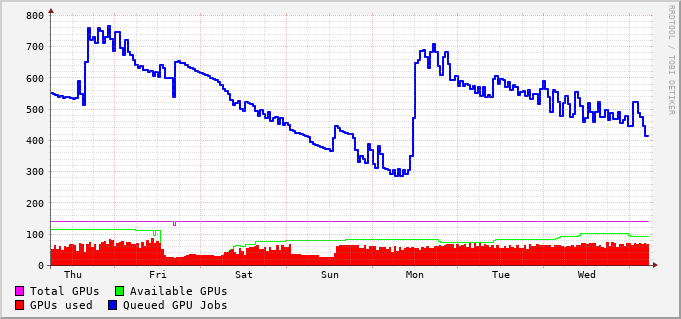 RRDTOOL / TOBI OETIKER
800
700
600
500
400
300
200
100
0
Thu Fri Sat Sun Mon Tue Wed
Total GPUs Available GPUs
GPUs used Queued GPU Jobs